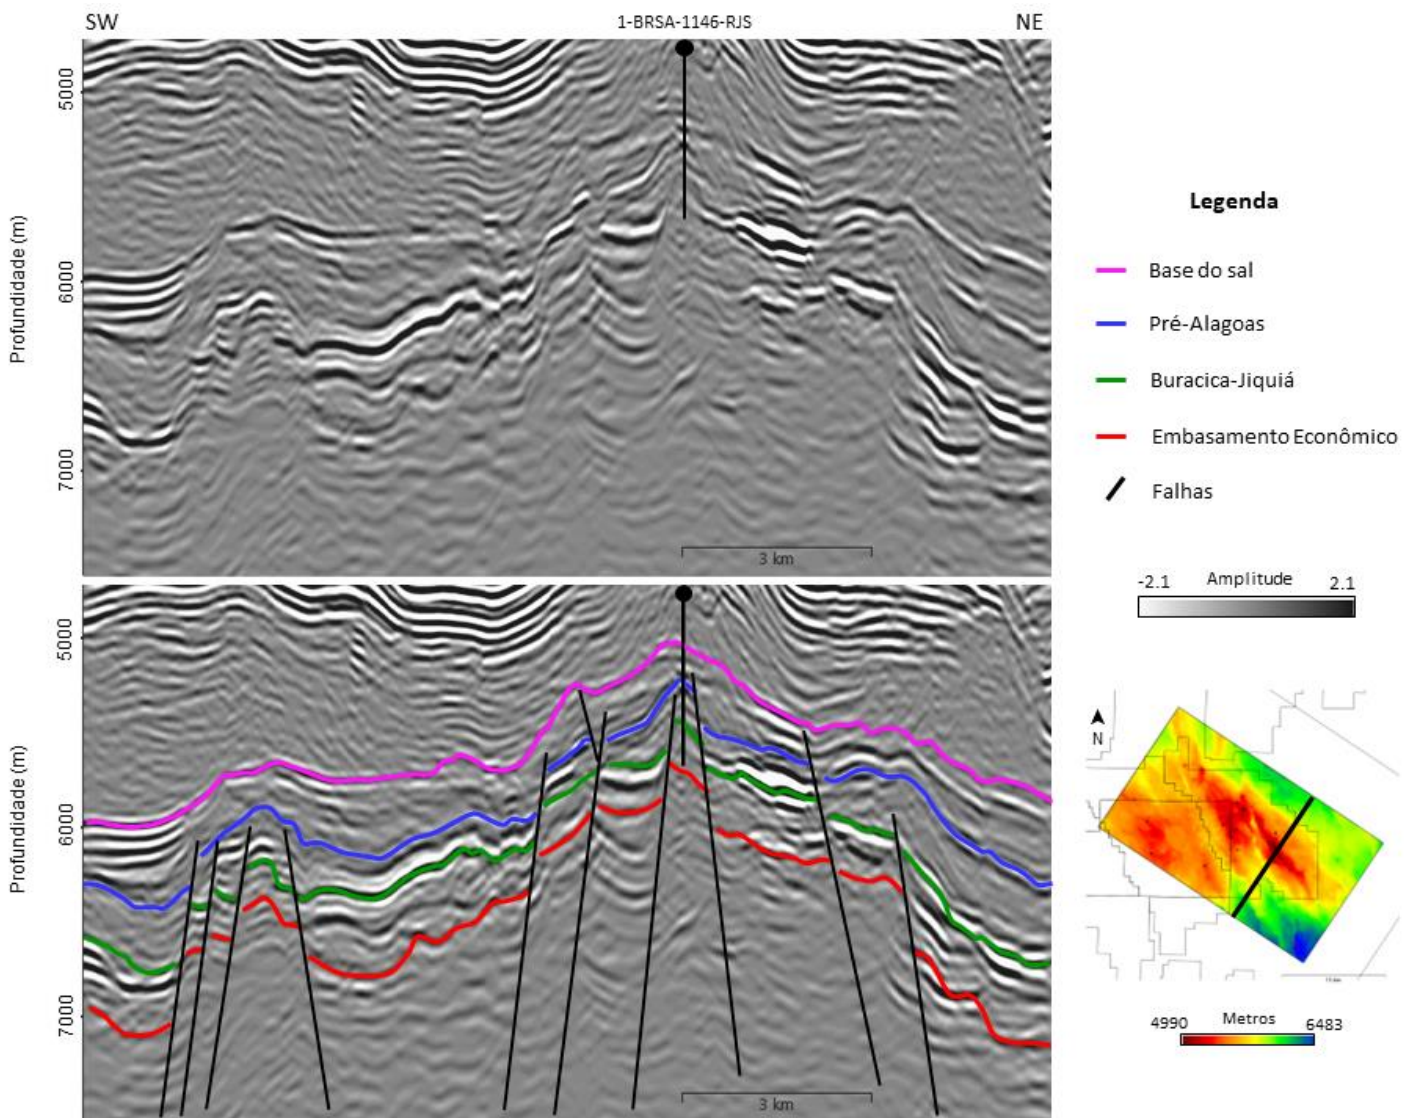 SW
1-BRSA-1146-RJS
NE
Profundidade (m)
5000
6000
7000
3 km
Profundidade (m)
5000
6000
7000
3 km
Legenda
Base do sal
Pré-Alagoas
Buracica-Jiquiá
Embasamento Econômico
Falhas
-2.1 Amplitude 2.1
N
4990 Metros 6483